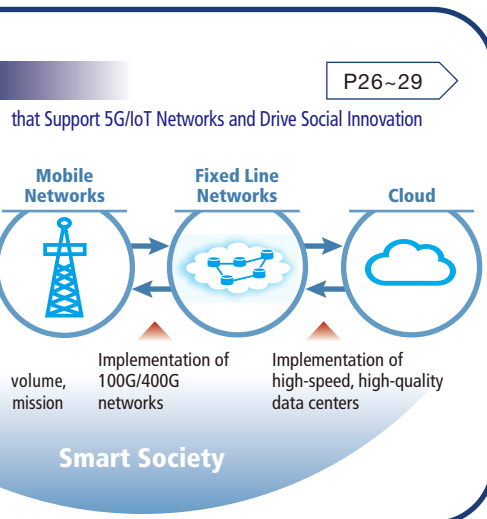 P26~29
that Support 5G/IoT Networks and Drive Social Innovation
Mobile
Networks
Fixed Line
Networks
Cloud
volume,
mission
Implementation of
100G/400G
networks
Implementation of
high-speed, high-quality
data centers
Smart Society